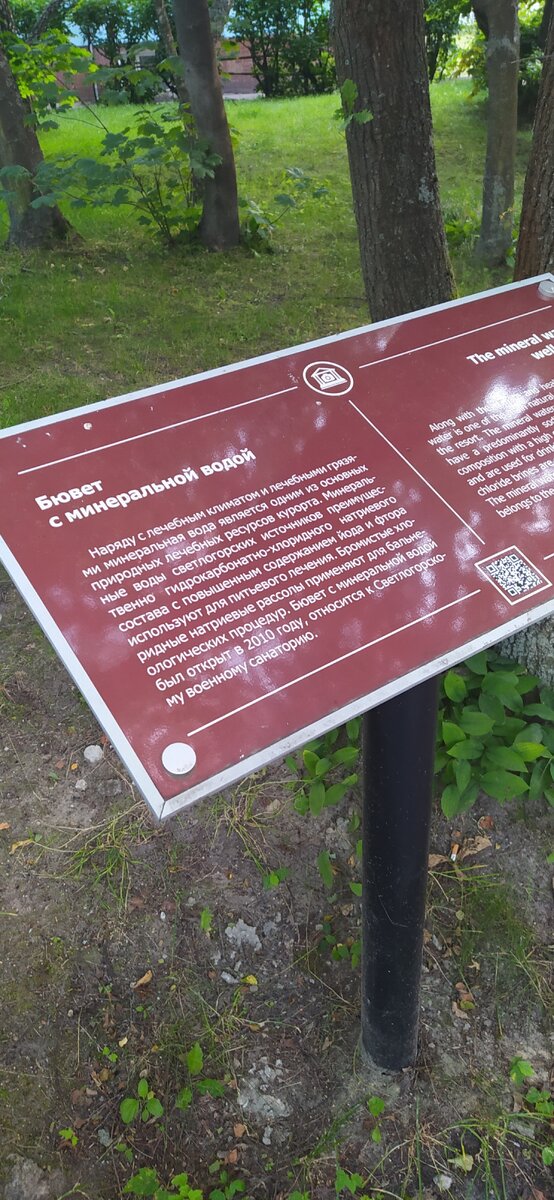 Бювет
с минеральной водой
Наряду с лечебным климатом и лечебными грязя-
ми минеральная вода является одним из основных
природных лечебных ресурсов курорта. Минераль-
ные воды светлогорских источников преимущес-
твенно гидрокарбонатно-хлоридного натриевого
состава с повышенным содержанием йода и фтора
используют для питьевого лечения. Бромистые хло-
ридные натриевые рассолы применяют для бальне-
ологических процедур. Бювет с минеральной водой
был открыт в 2010 году, относится к Светлогорско-
му военному санаторию.
The mineral
well
Along with the
water is one of the
the resort. The mineral
have a predominantly
composition with a high
and are used for
chloride brines
The mineral
belongs to the